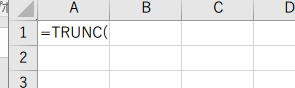 A B C D
1 =TRUNC(
2
3